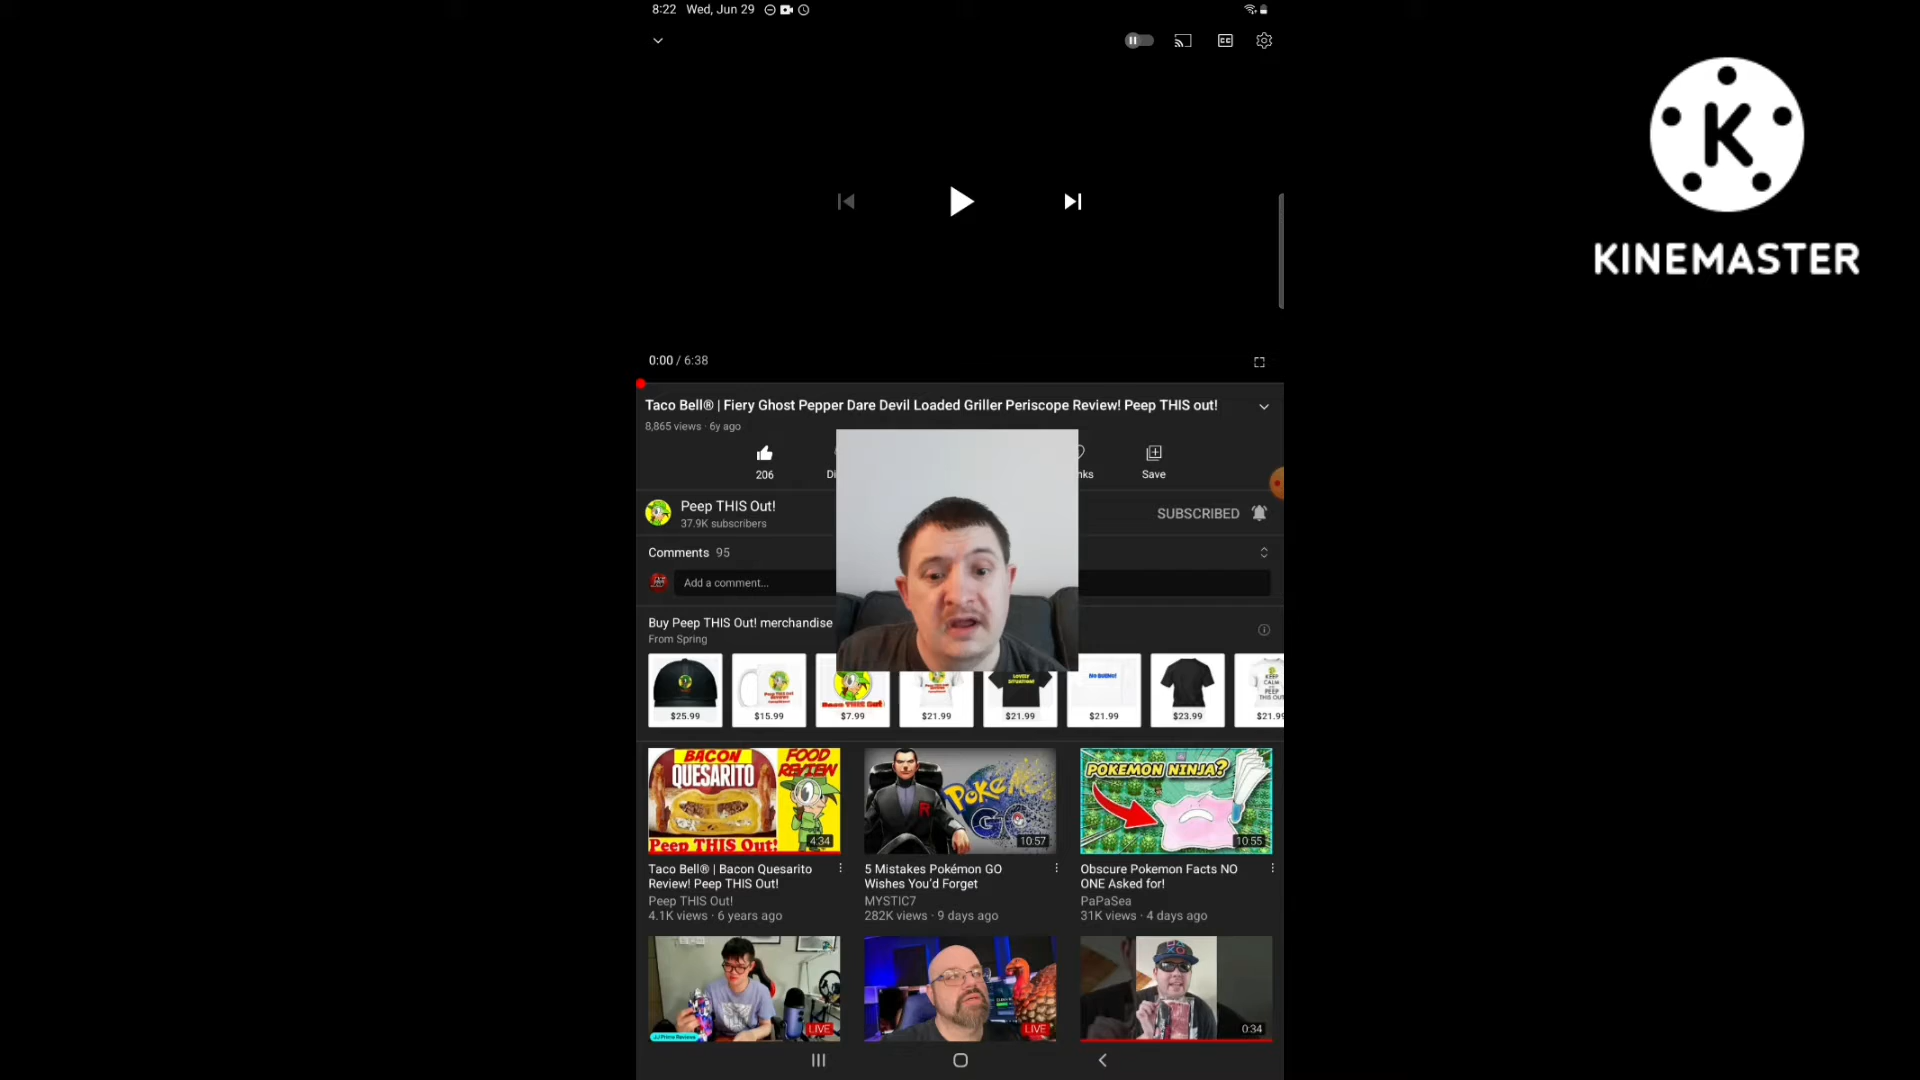 8:22 Wed, Jun 29
K
KINEMASTER
0:00 / 6:38
Taco Bell® | Fiery Ghost Pepper Dare Devil Loaded Griller Periscope Review! Peep THIS out!
8,865 views · 6y ago
206
Save
Peep THIS Out!
37.9K subscribers
SUBSCRIBED
Comments 95
Add a comment...
Buy Peep THIS Out! merchandise
From Spring
$25.99
$15.99
$7.99
$21.99
$21.99
$21.99
$23.99
KEEP
CALM
PEEP
BACON
QUESARITO
FOOD
REVIEW
Peep THIS Out!
4:34
Taco Bell® | Bacon Quesarito
Review! Peep THIS Out!
Peep THIS Out!
4.1K views · 6 years ago
R
POKÉMON
GO
10:57
5 Mistakes Pokémon GO
Wishes You'd Forget
MYSTIC7
282K views · 9 days ago
POKEMON NINJA?
10:55
Obscure Pokemon Facts NO
ONE Asked for!
PaPaSea
31K views · 4 days ago
LIVE
LIVE
0:34